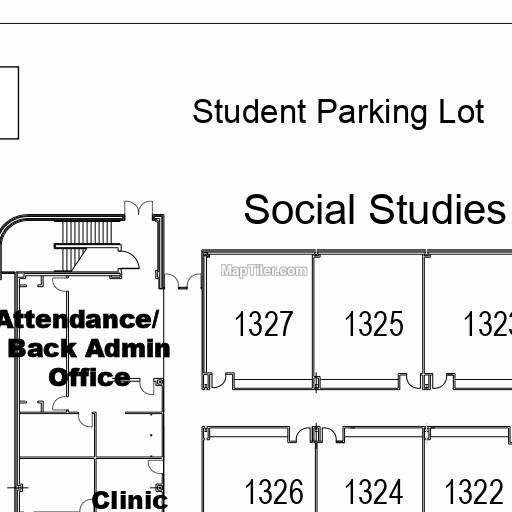 Student Parking Lot
Social Studies
MapTiler.com
1327
1325
Attendance/
Back Admin
Office
1326
1324
1322
Clinic